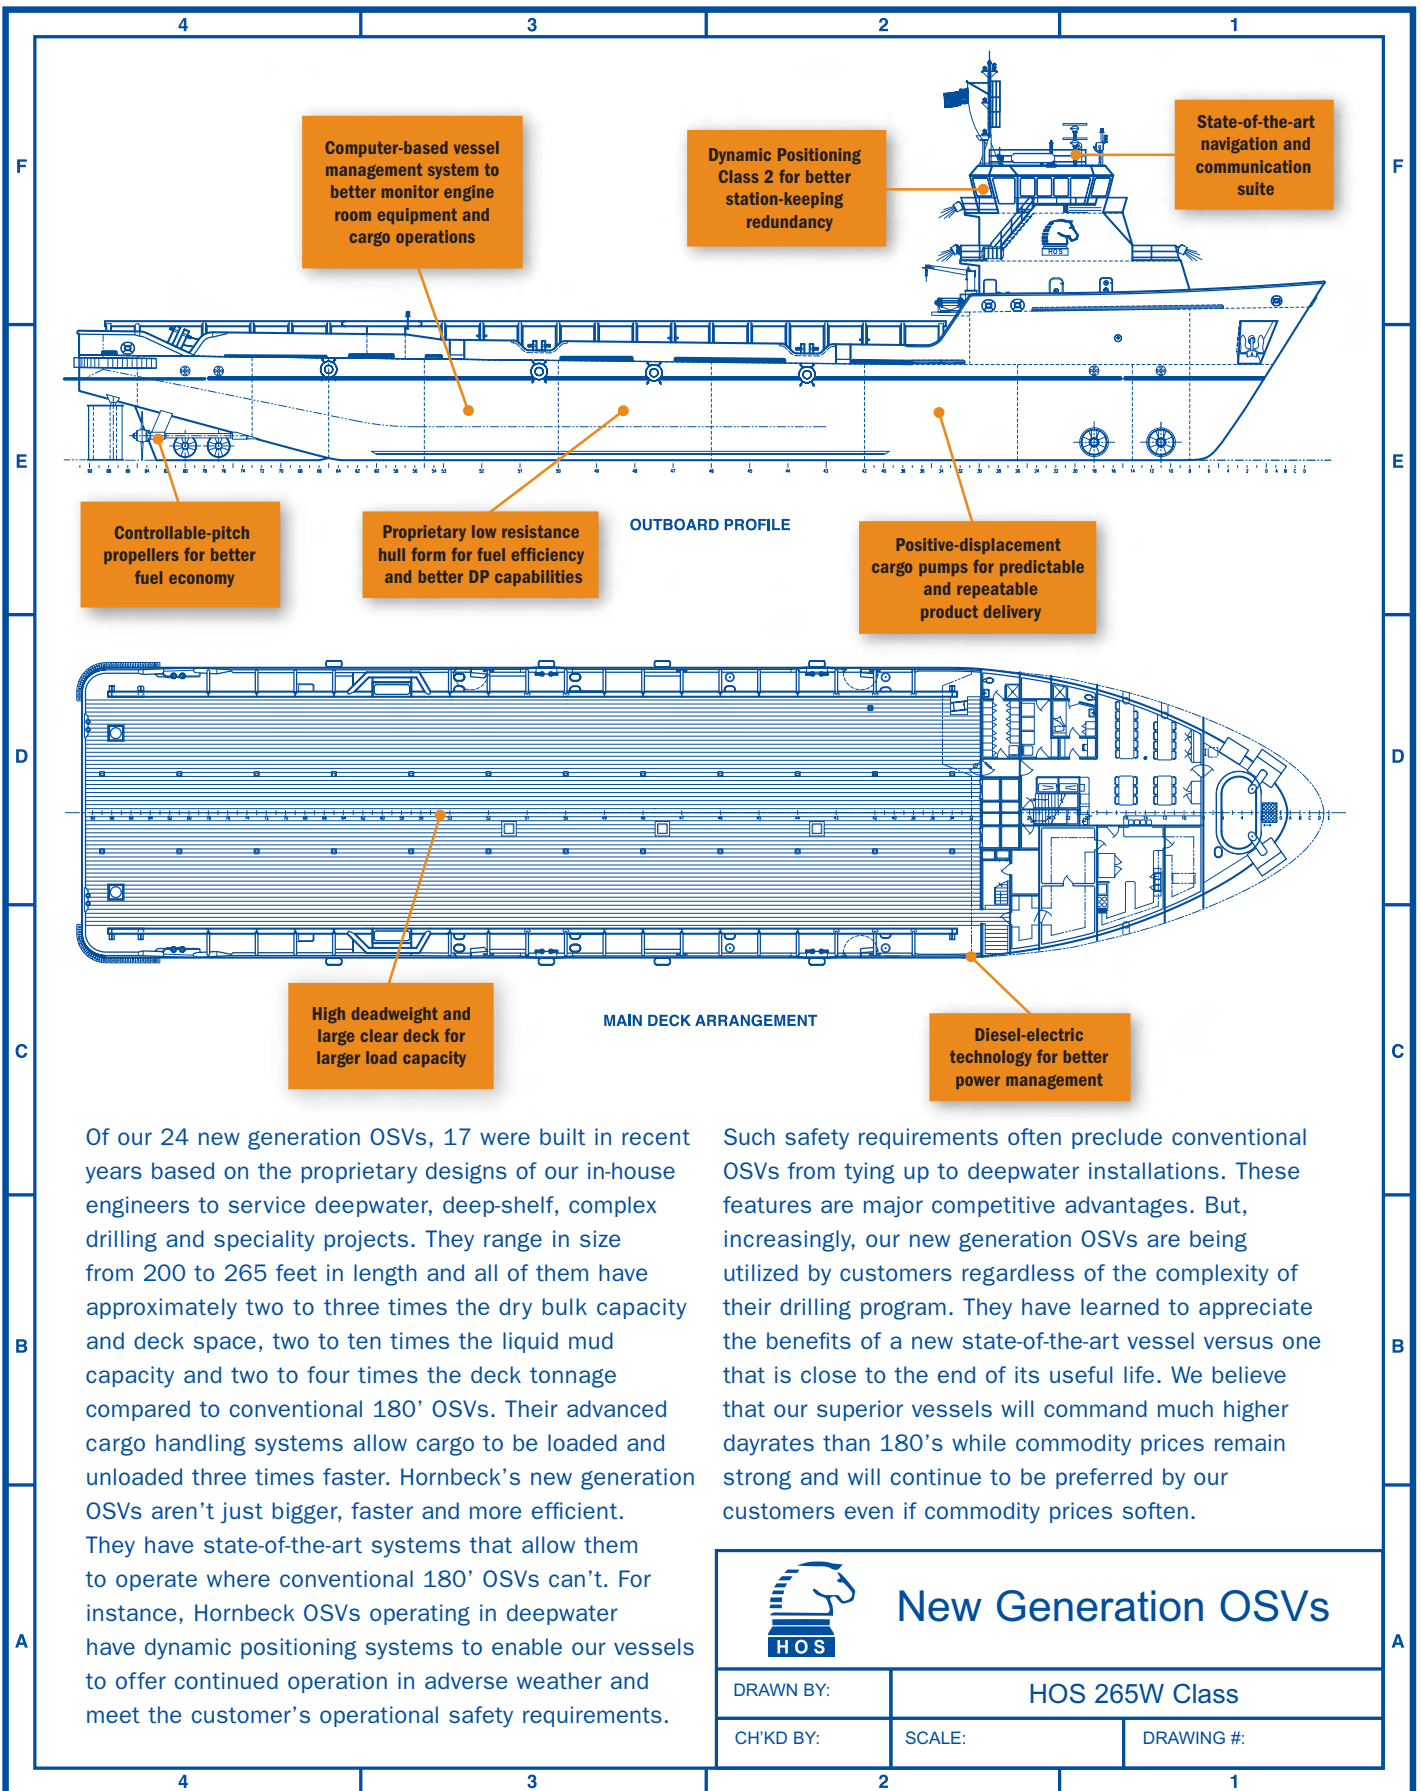 4 3 2 1
F F
Computer-based vessel
management system to
better monitor engine
room equipment and
cargo operations
Dynamic Positioning
Class 2 for better
station-keeping
redundancy
State-of-the-art
navigation and
communication
suite
HOS
E E
Controllable-pitch
propellers for better
fuel economy
Proprietary low resistance
hull form for fuel efficiency
and better DP capabilities
OUTBOARD PROFILE
Positive-displacement
cargo pumps for predictable
and repeatable
product delivery
D D
High deadweight and
large clear deck for
larger load capacity
MAIN DECK ARRANGEMENT
Diesel-electric
technology for better
power management
C C
Of our 24 new generation OSVs, 17 were built in recent
years based on the proprietary designs of our in-house
engineers to service deepwater, deep-shelf, complex
drilling and speciality projects. They range in size
from 200 to 265 feet in length and all of them have
approximately two to three times the dry bulk capacity
and deck space, two to ten times the liquid mud
capacity and two to four times the deck tonnage
compared to conventional 180’ OSVs. Their advanced
cargo handling systems allow cargo to be loaded and
unloaded three times faster. Hornbeck’s new generation
OSVs aren’t just bigger, faster and more efficient.
They have state-of-the-art systems that allow them
to operate where conventional 180’ OSVs can’t. For
instance, Hornbeck OSVs operating in deepwater
have dynamic positioning systems to enable our vessels
to offer continued operation in adverse weather and
meet the customer’s operational safety requirements.
Such safety requirements often preclude conventional
OSVs from tying up to deepwater installations. These
features are major competitive advantages. But,
increasingly, our new generation OSVs are being
utilized by customers regardless of the complexity of
their drilling program. They have learned to appreciate
the benefits of a new state-of-the-art vessel versus one
that is close to the end of its useful life. We believe
that our superior vessels will command much higher
dayrates than 180’s while commodity prices remain
strong and will continue to be preferred by our
customers even if commodity prices soften.
B B
A A
HOS
New Generation OSVs
DRAWN BY:
HOS 265W Class
CH’KD BY:
SCALE:
DRAWING #:
4 3 2 1